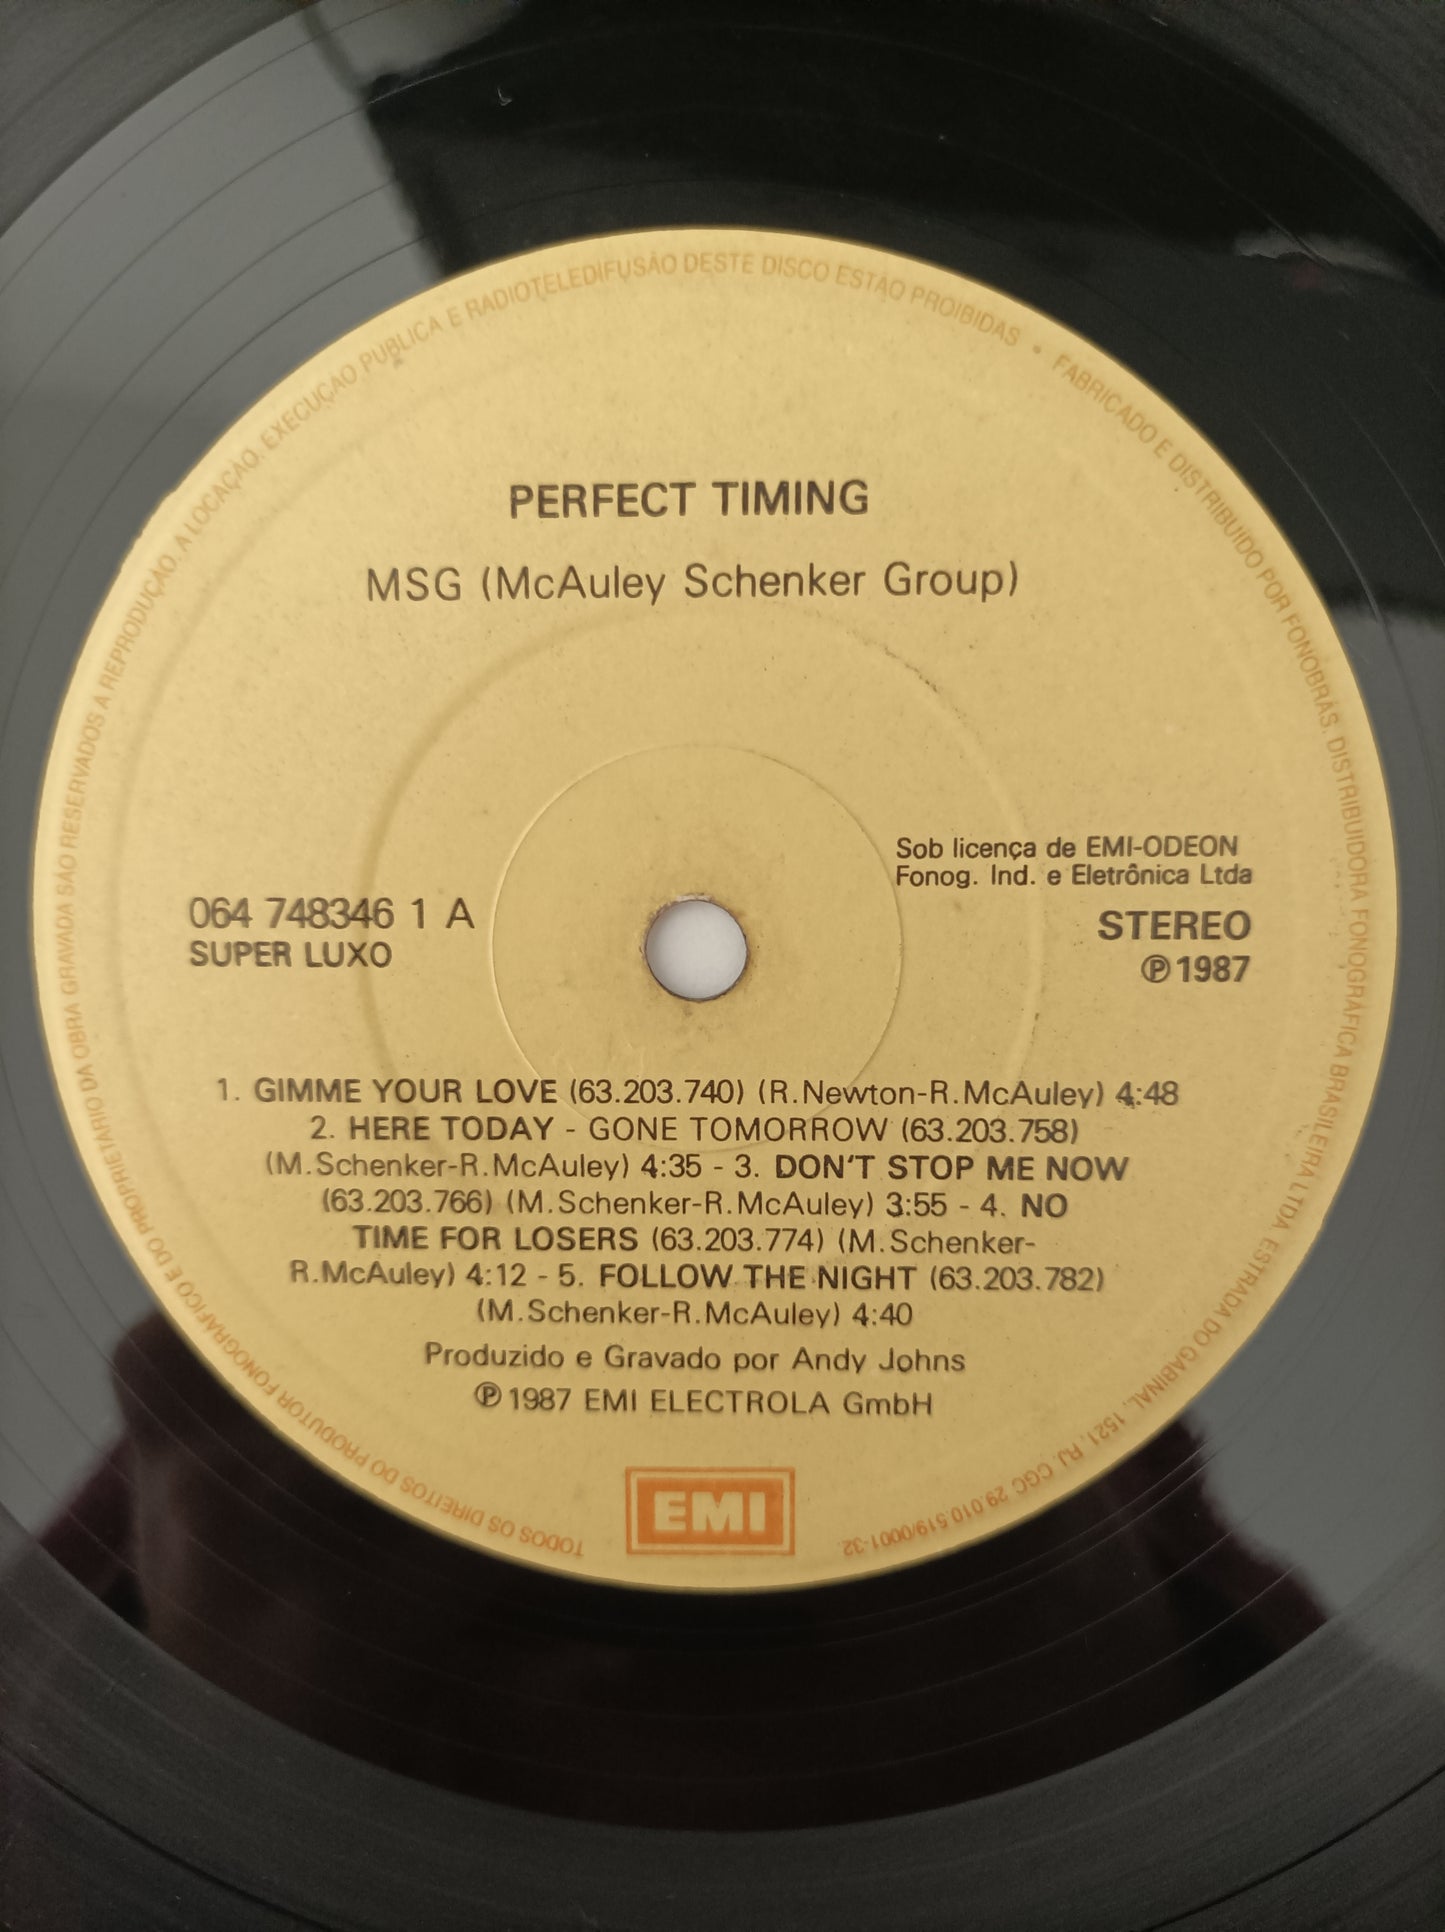 PERFECT TIMING
MSG (McAuley Schenker Group)
Sob licença de EMI-ODEON
Fonog. Ind. e Eletrônica Ltda
064 748346 1 A
SUPER LUXO
STEREO
℗ 1987
1. GIMME YOUR LOVE (63.203.740) (R.Newton-R.McAuley) 4:48
2. HERE TODAY - GONE TOMORROW (63.203.758)
(M.Schenker-R.McAuley) 4:35 - 3. DON'T STOP ME NOW
(63.203.766) (M.Schenker-R.McAuley) 3:55 - 4. NO
TIME FOR LOSERS (63.203.774) (M.Schenker-
R.McAuley) 4:12 - 5. FOLLOW THE NIGHT (63.203.782)
(M.Schenker-R.McAuley) 4:40
Produzido e Gravado por Andy Johns
℗ 1987 EMI ELECTROLA GmbH
EMI
TODOS OS DIREITOS DO PRODUTOR FONOGRÁFICO E DO PROPRIETÁRIO DA OBRA GRAVADA SÃO RESERVADOS A REPRODUÇÃO, A LOCAÇÃO, EXECUÇÃO PUBLICA E RADIOTELEDIFUSÃO DESTE DISCO ESTÃO PROIBIDAS • FABRICADO E DISTRIBUIDO POR FONOBRÁS, DISTRIBUIDORA FONOGRÁFICA BRASILEIRA LTDA. ESTRADA DO GABINAL, 1521, RJ, CGC 29.010.519/0001-32